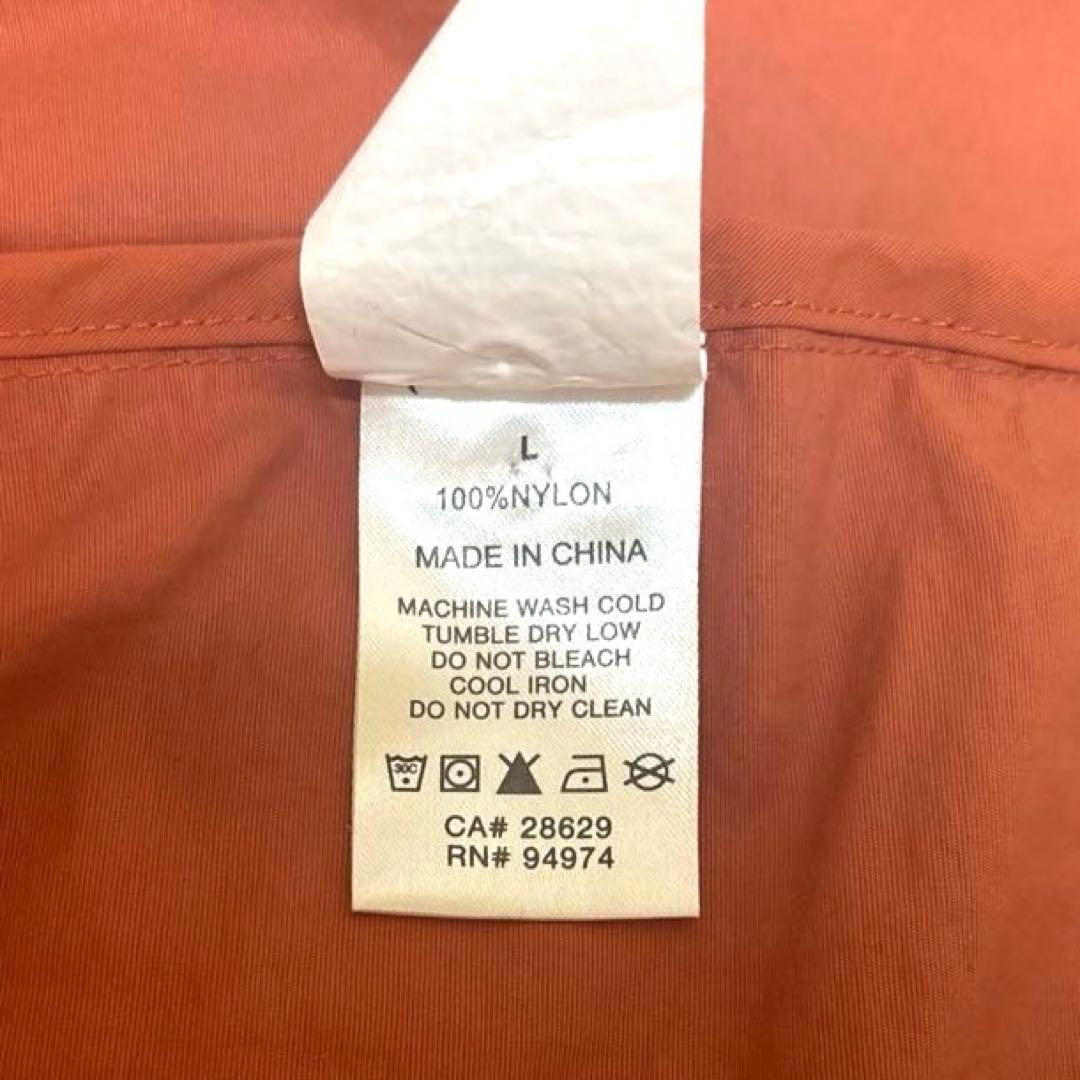 L
100%NYLON
MADE IN CHINA
MACHINE WASH COLD
TUMBLE DRY LOW
DO NOT BLEACH
COOL IRON
DO NOT DRY CLEAN
30C
CA# 28629
RN# 94974